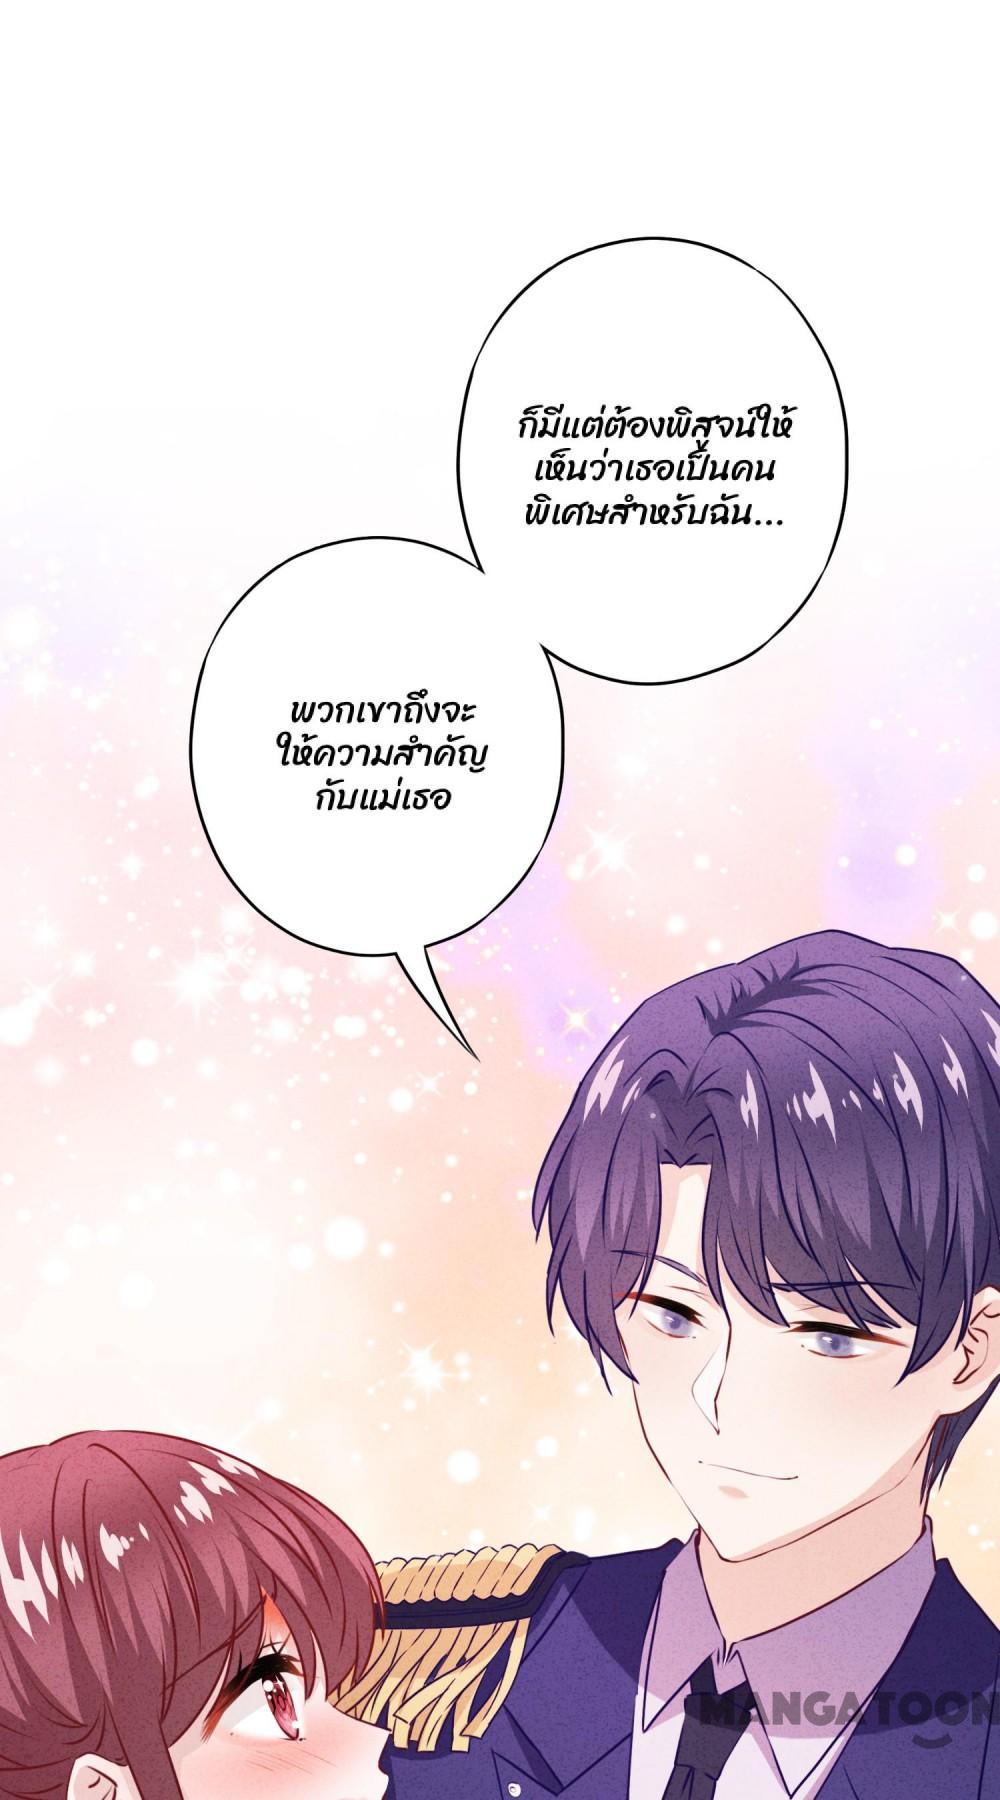 ก็มีแต่ต้องพิสูจน์ให้
เห็นว่าเธอเป็นคน
พิเศษสำหรับฉัน...
พวกเขาถึงจะ
ให้ความสำคัญ
กับแม่เธอ
MANGATOON